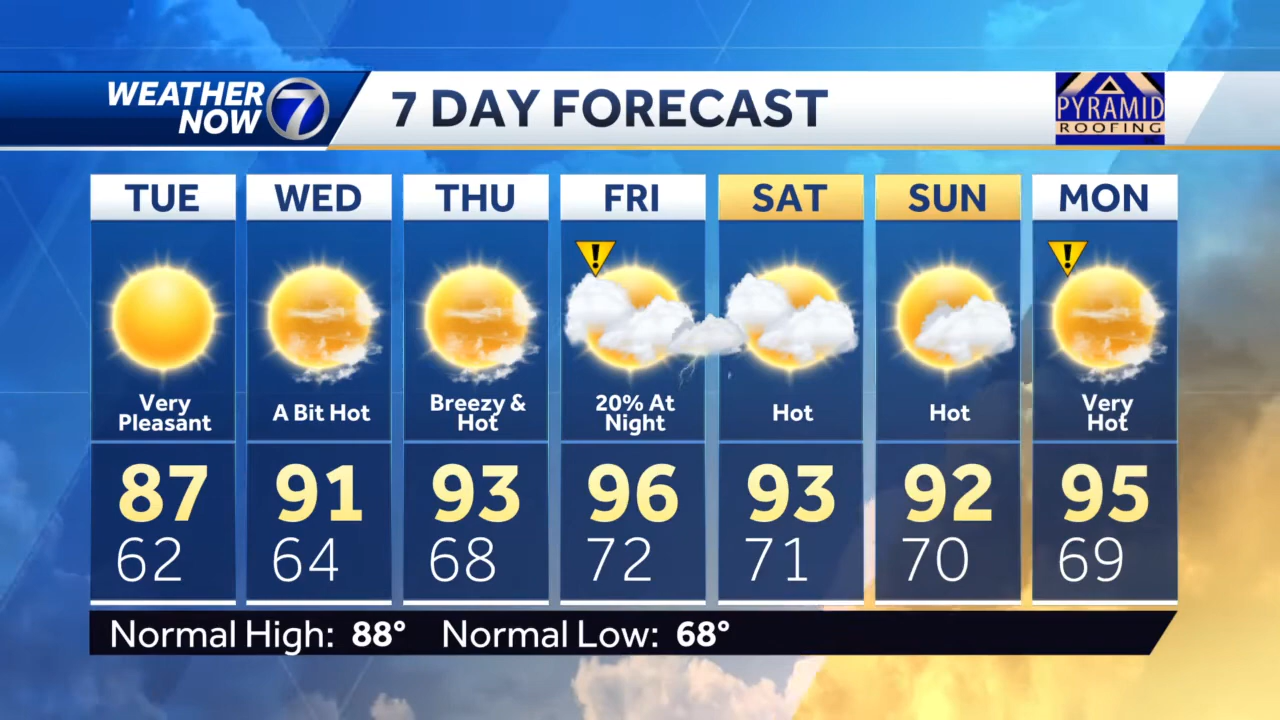 WEATHER
NOW 7
7 DAY FORECAST
PYRAMID
ROOFING
TUE WED THU FRI SAT SUN MON
! !
Very
Pleasant
A Bit Hot
Breezy &
Hot
20% At
Night
Hot
Hot
Very
Hot
87 91 93 96 93 92 95
62 64 68 72 71 70 69
Normal High: 88° Normal Low: 68°